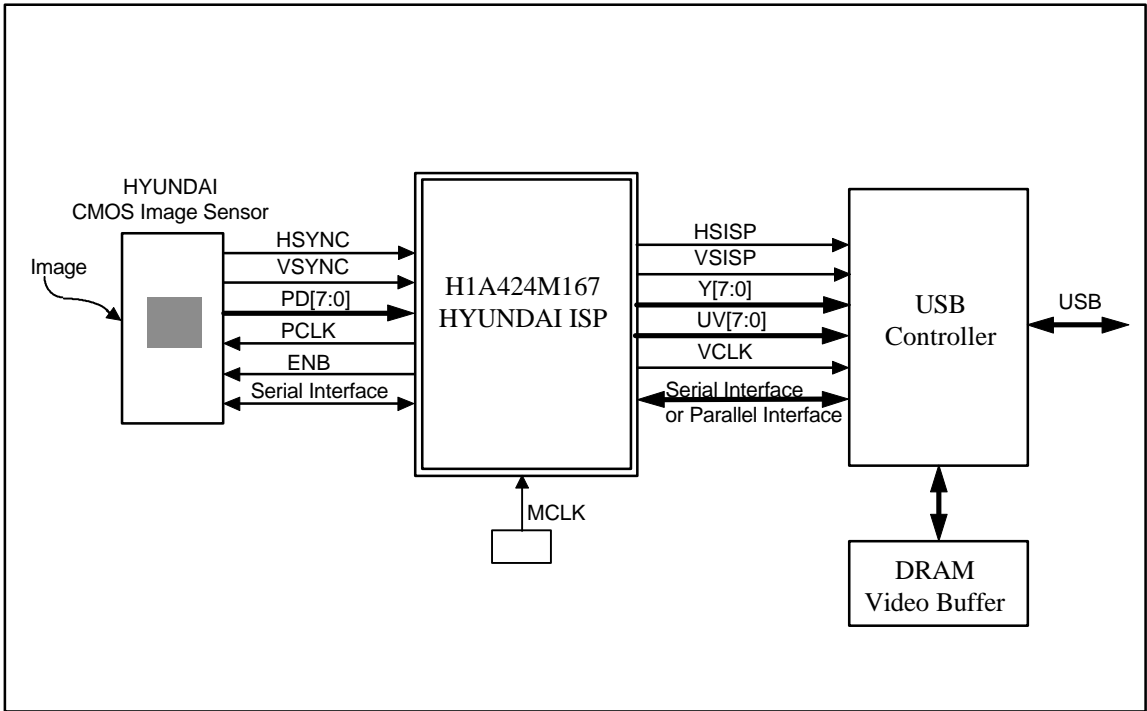 HYUNDAI
CMOS Image Sensor
Image
HSYNC
VSYNC
PD[7:0]
PCLK
ENB
Serial Interface
H1A424M167
HYUNDAI ISP
MCLK
HSISP
VSISP
Y[7:0]
UV[7:0]
VCLK
Serial Interface
or Parallel Interface
USB
Controller
USB
DRAM
Video Buffer